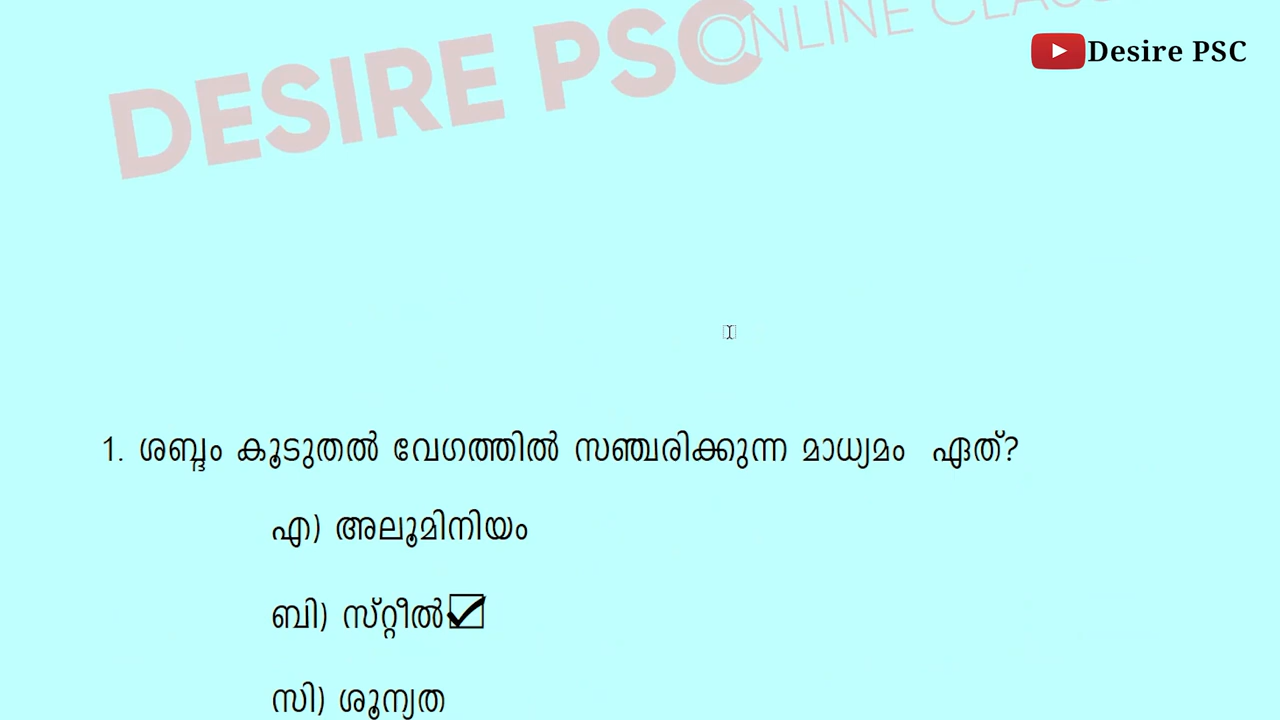 DESIRE PSC
ONLINE CLASS
Desire PSC
1. ശബ്ദം കൂടുതൽ വേഗത്തിൽ സഞ്ചരിക്കുന്ന മാധ്യമം ഏത്?
എ) അലൂമിനിയം
ബി) സ്റ്റീൽ
സി) ശൂന്യത